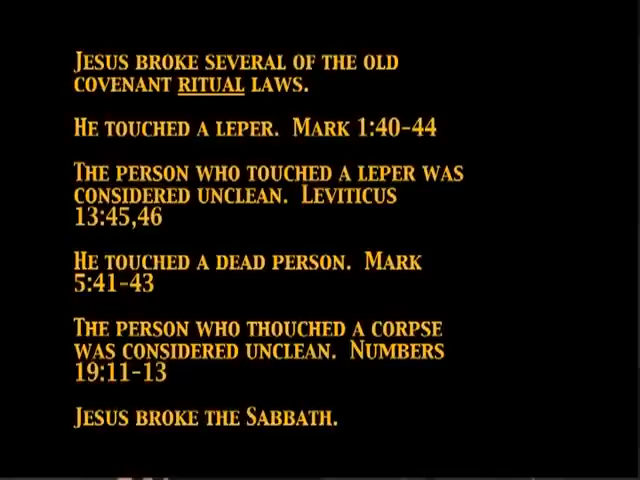 Jesus broke several of the old
covenant ritual laws.
He touched a leper. Mark 1:40-44
The person who touched a leper was
considered unclean. Leviticus
13:45,46
He touched a dead person. Mark
5:41-43
The person who thouched a corpse
was considered unclean. Numbers
19:11-13
Jesus broke the Sabbath.